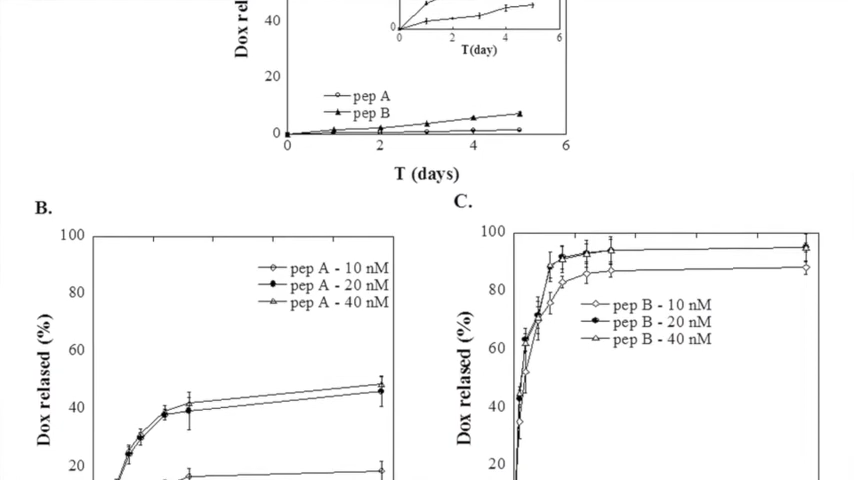 Dox rel
40
20
0
0
2
4
6
T(day)
pep A
pep B
0
0
2
4
6
T (days)
B.
100
80
60
40
20
Dox relased (%)
pep A - 10 nM
pep A - 20 nM
pep A - 40 nM
C.
100
80
60
40
20
Dox relased (%)
pep B - 10 nM
pep B - 20 nM
pep B - 40 nM